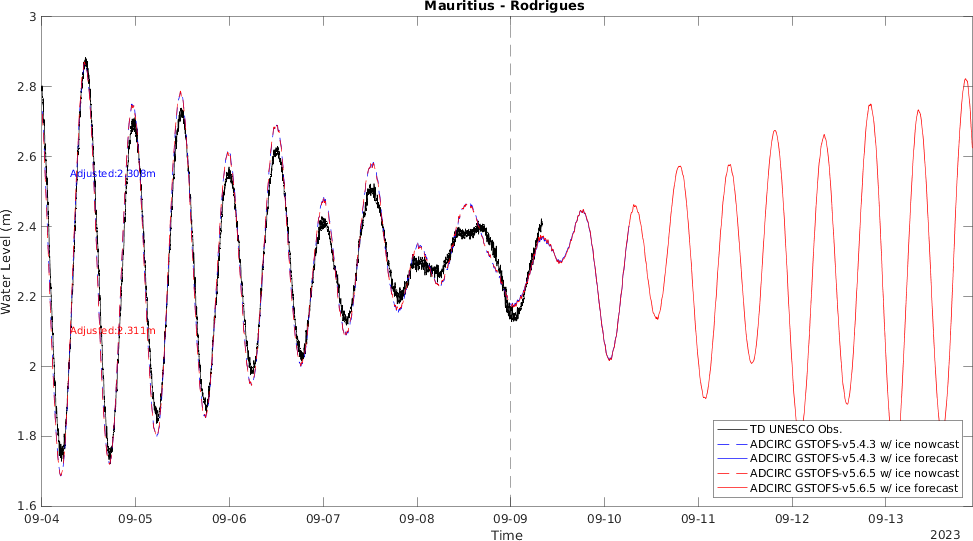 Mauritius - Rodrigues
Water Level (m)
3
2.8
2.6
2.4
2.2
2
1.8
1.6
Adjusted:2.308m
Adjusted:2.311m
TD UNESCO Obs.
ADCIRC GSTOFS-v5.4.3 w/ ice nowcast
ADCIRC GSTOFS-v5.4.3 w/ ice forecast
ADCIRC GSTOFS-v5.6.5 w/ ice nowcast
ADCIRC GSTOFS-v5.6.5 w/ ice forecast
09-04 09-05 09-06 09-07 09-08 09-09 09-10 09-11 09-12 09-13
Time
2023